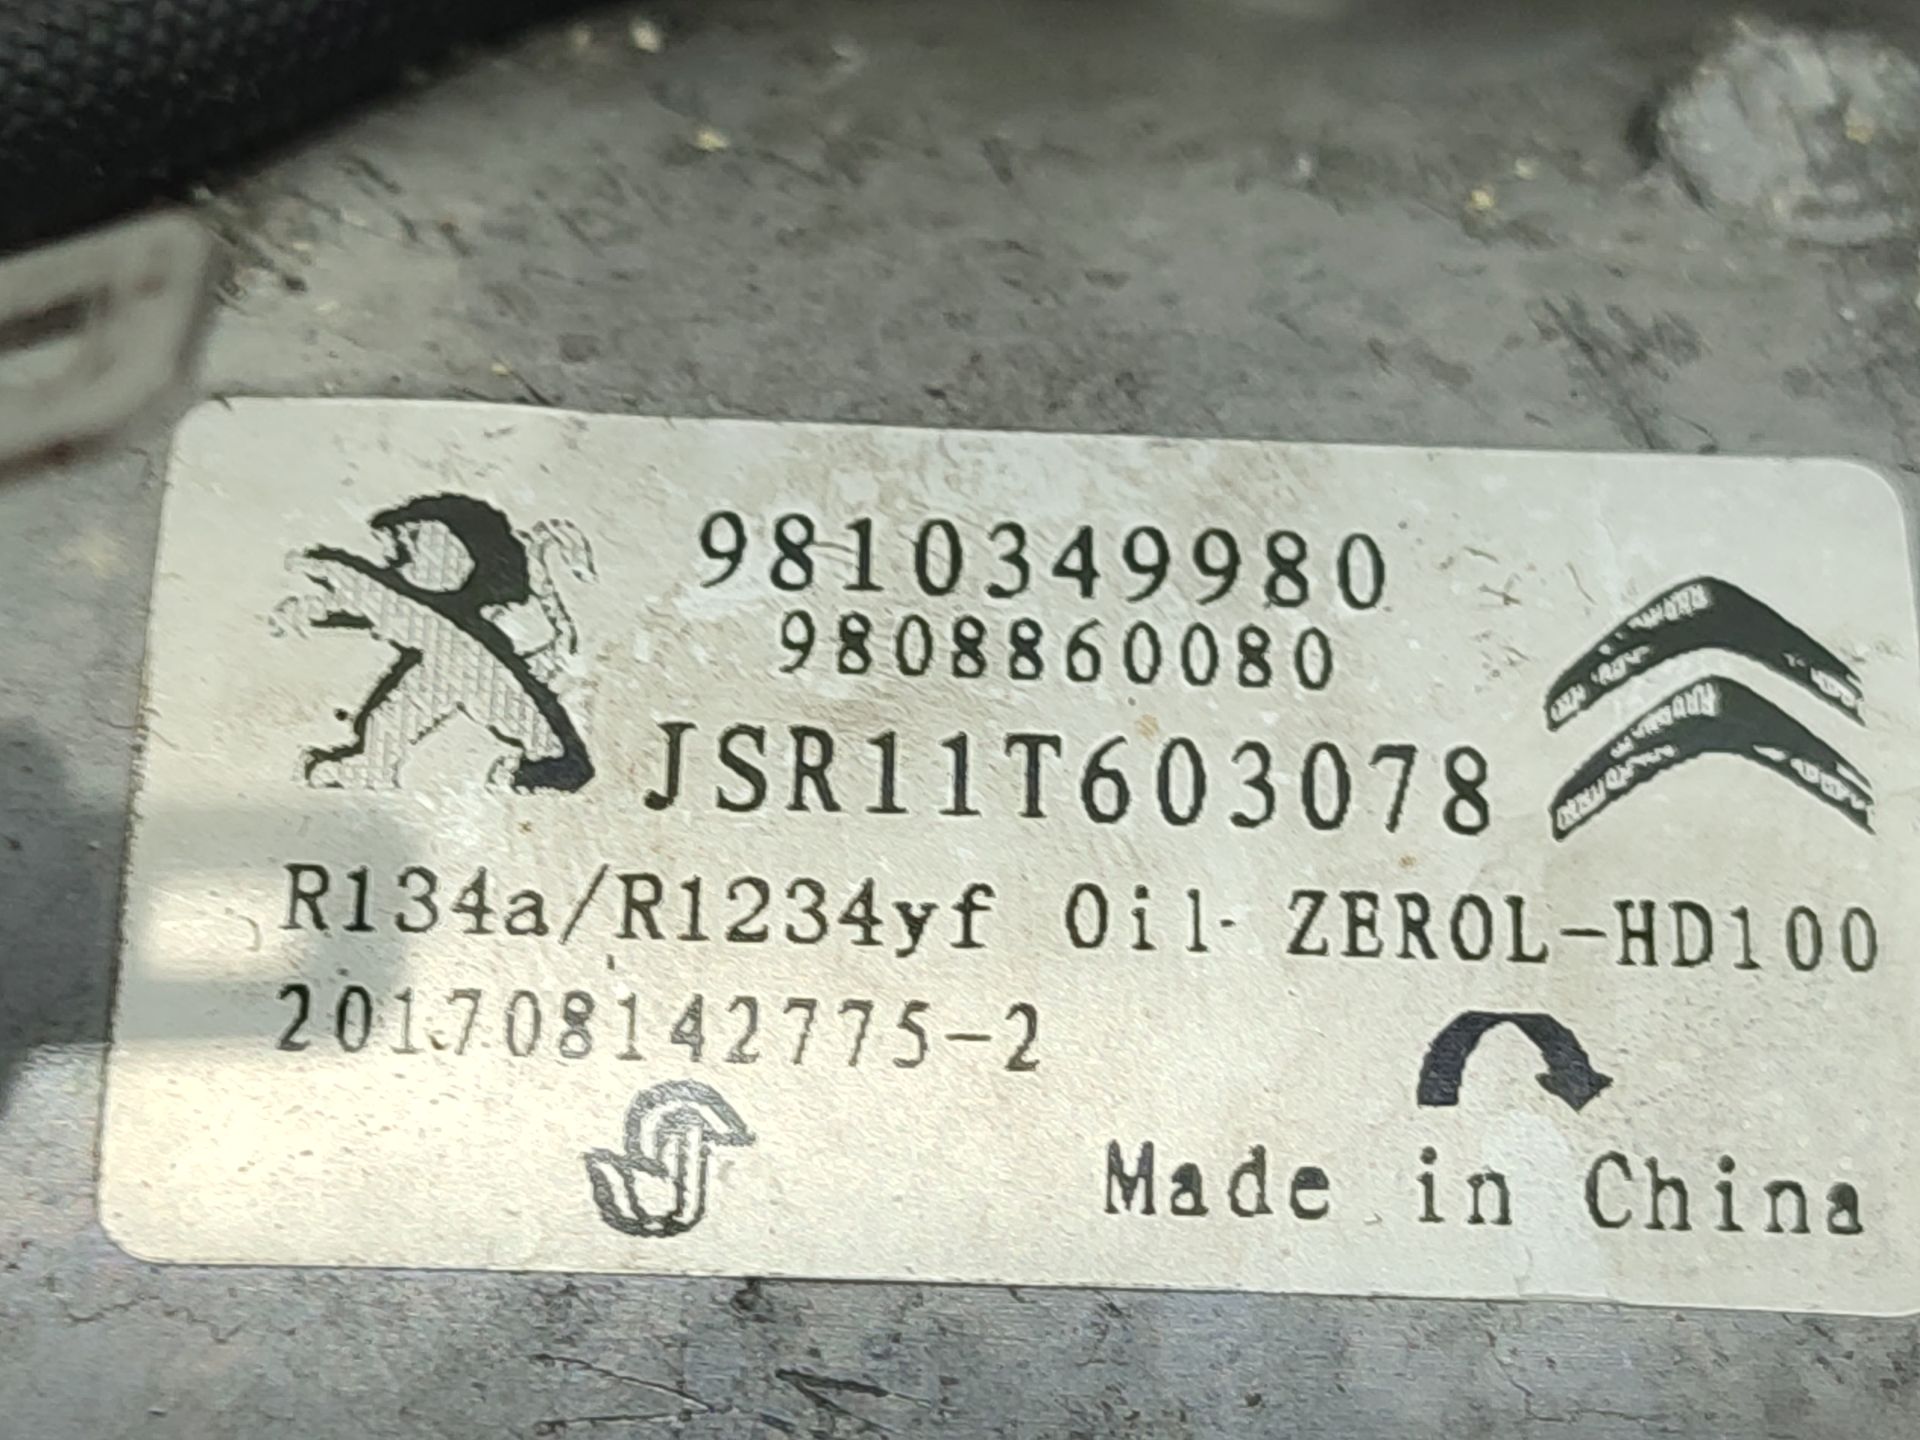 9810349980
9808860080
JSR11T603078
R134a/R1234yf Oil ZEROL-HD100
201708142775-2
Made in China